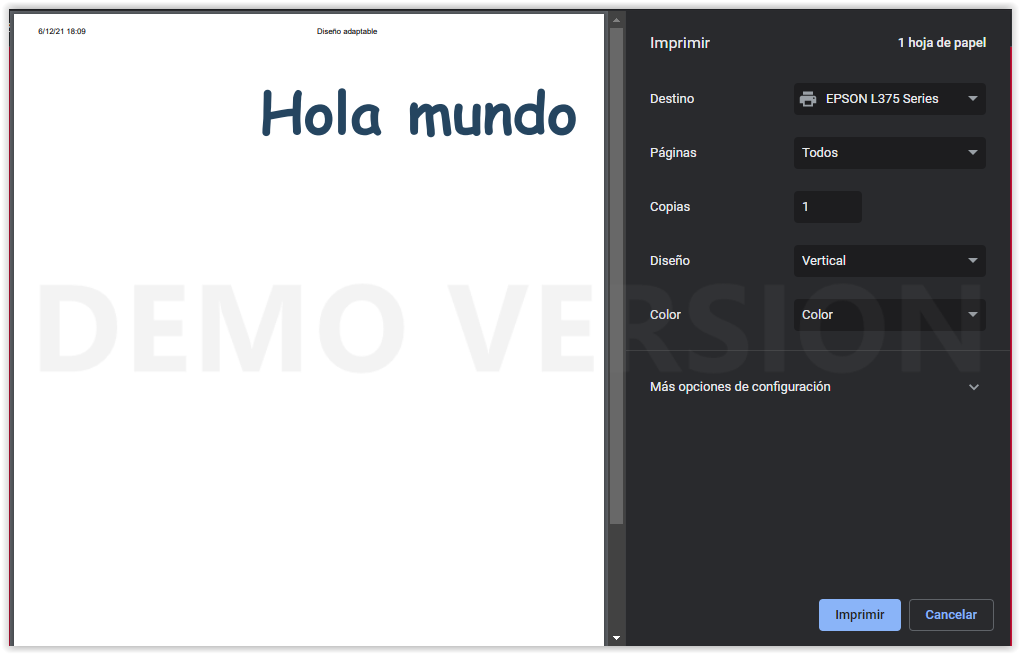 6/12/21 18:09 Diseño adaptable
Hola mundo
Imprimir 1 hoja de papel
Destino EPSON L375 Series
Páginas Todos
Copias 1
Diseño Vertical
Color Color
Más opciones de configuración
Imprimir Cancelar
DEMO VERSION